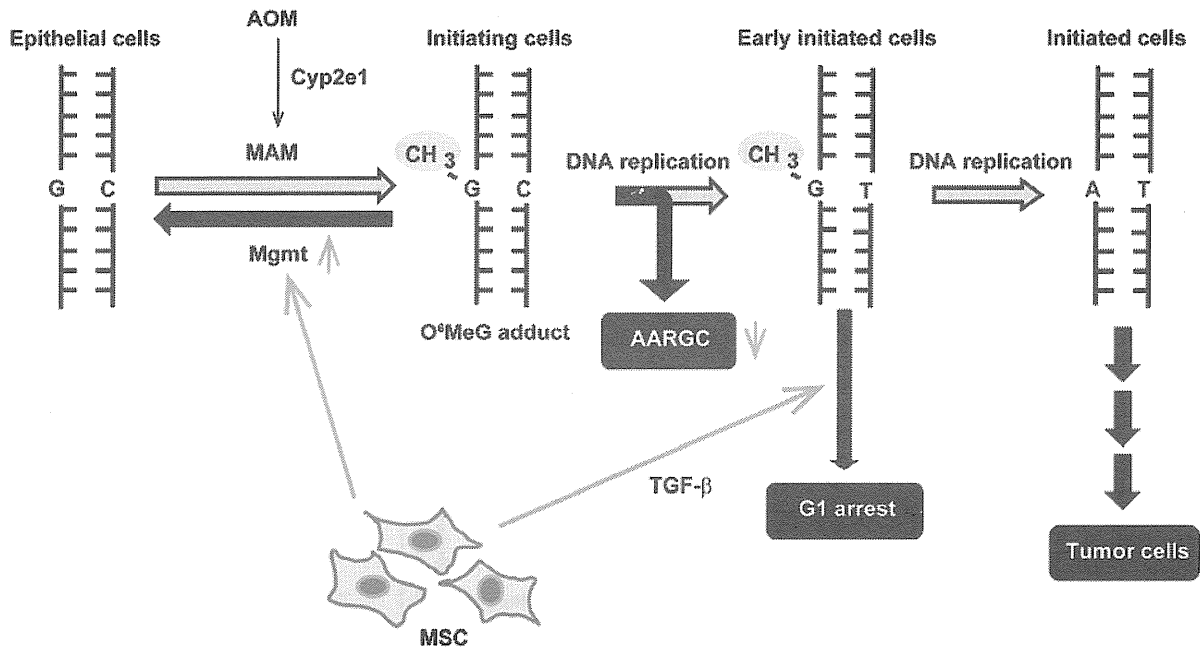 AOM
Epithelial cells
Initiating cells
Early initiated cells
Initiated cells
Cyp2e1
MAM
CH3
DNA replication
CH3
DNA replication
G C
G C
G T
A T
Mgmt
O⁶MeG adduct
AARGC
TGF-β
G1 arrest
Tumor cells
MSC